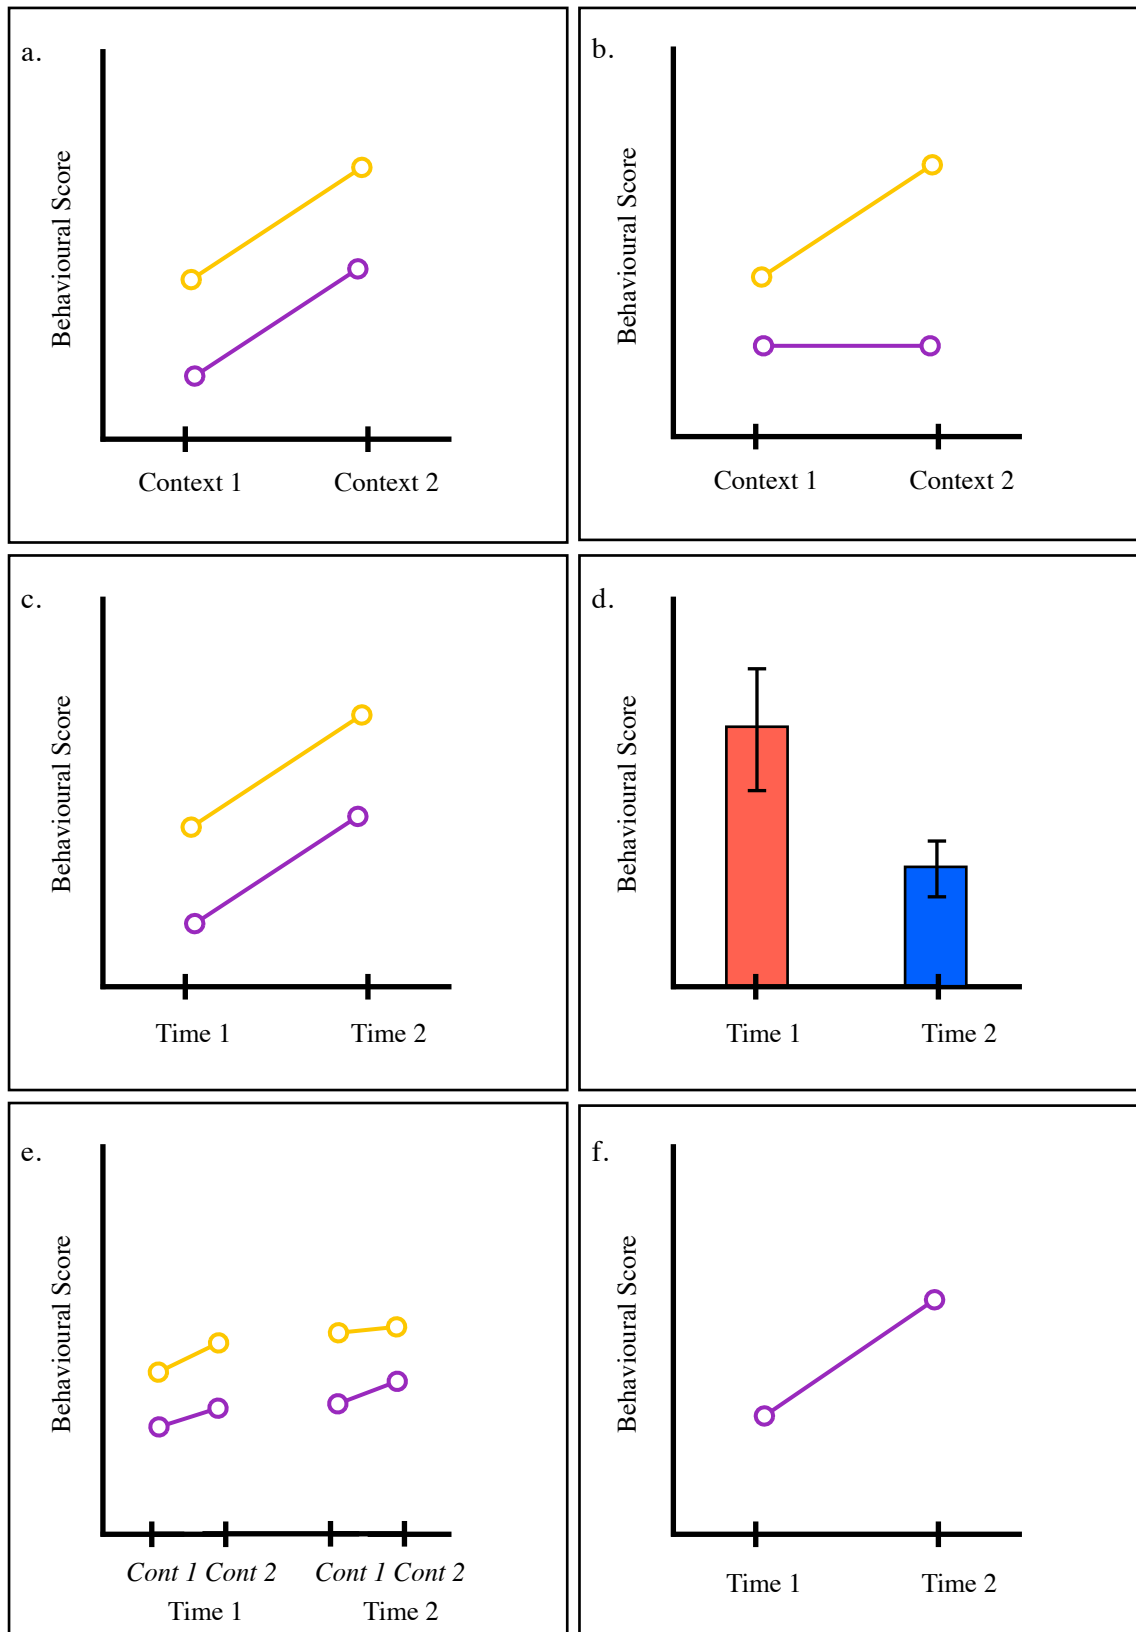 a.
Behavioural Score
Context 1 Context 2
b.
Behavioural Score
Context 1 Context 2
c.
Behavioural Score
Time 1 Time 2
d.
Behavioural Score
Time 1 Time 2
e.
Behavioural Score
Cont 1 Cont 2 Cont 1 Cont 2
Time 1 Time 2
f.
Behavioural Score
Time 1 Time 2